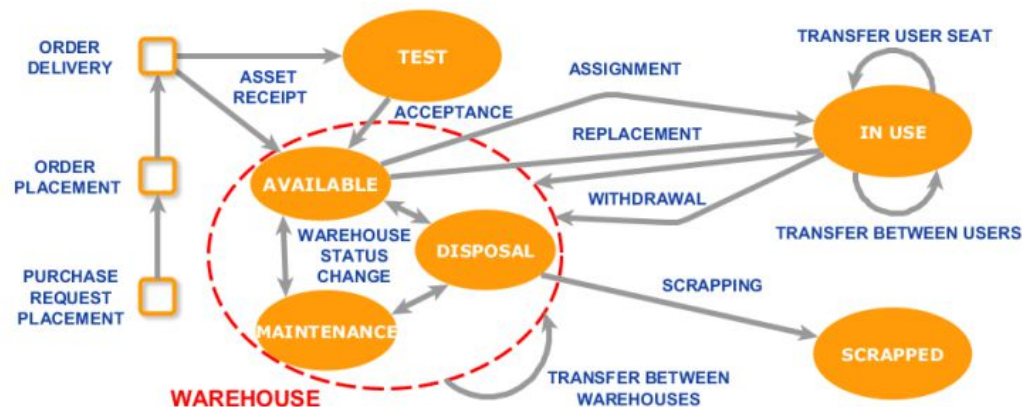 ORDER
DELIVERY
TEST
TRANSFER USER SEAT
ASSET
RECEIPT
ASSIGNMENT
ACCEPTANCE
REPLACEMENT
IN USE
ORDER
PLACEMENT
AVAILABLE
WITHDRAWAL
TRANSFER BETWEEN USERS
WAREHOUSE
STATUS
CHANGE
DISPOSAL
PURCHASE
REQUEST
PLACEMENT
SCRAPPING
MAINTENANCE
SCRAPPED
TRANSFER BETWEEN
WAREHOUSES
WAREHOUSE